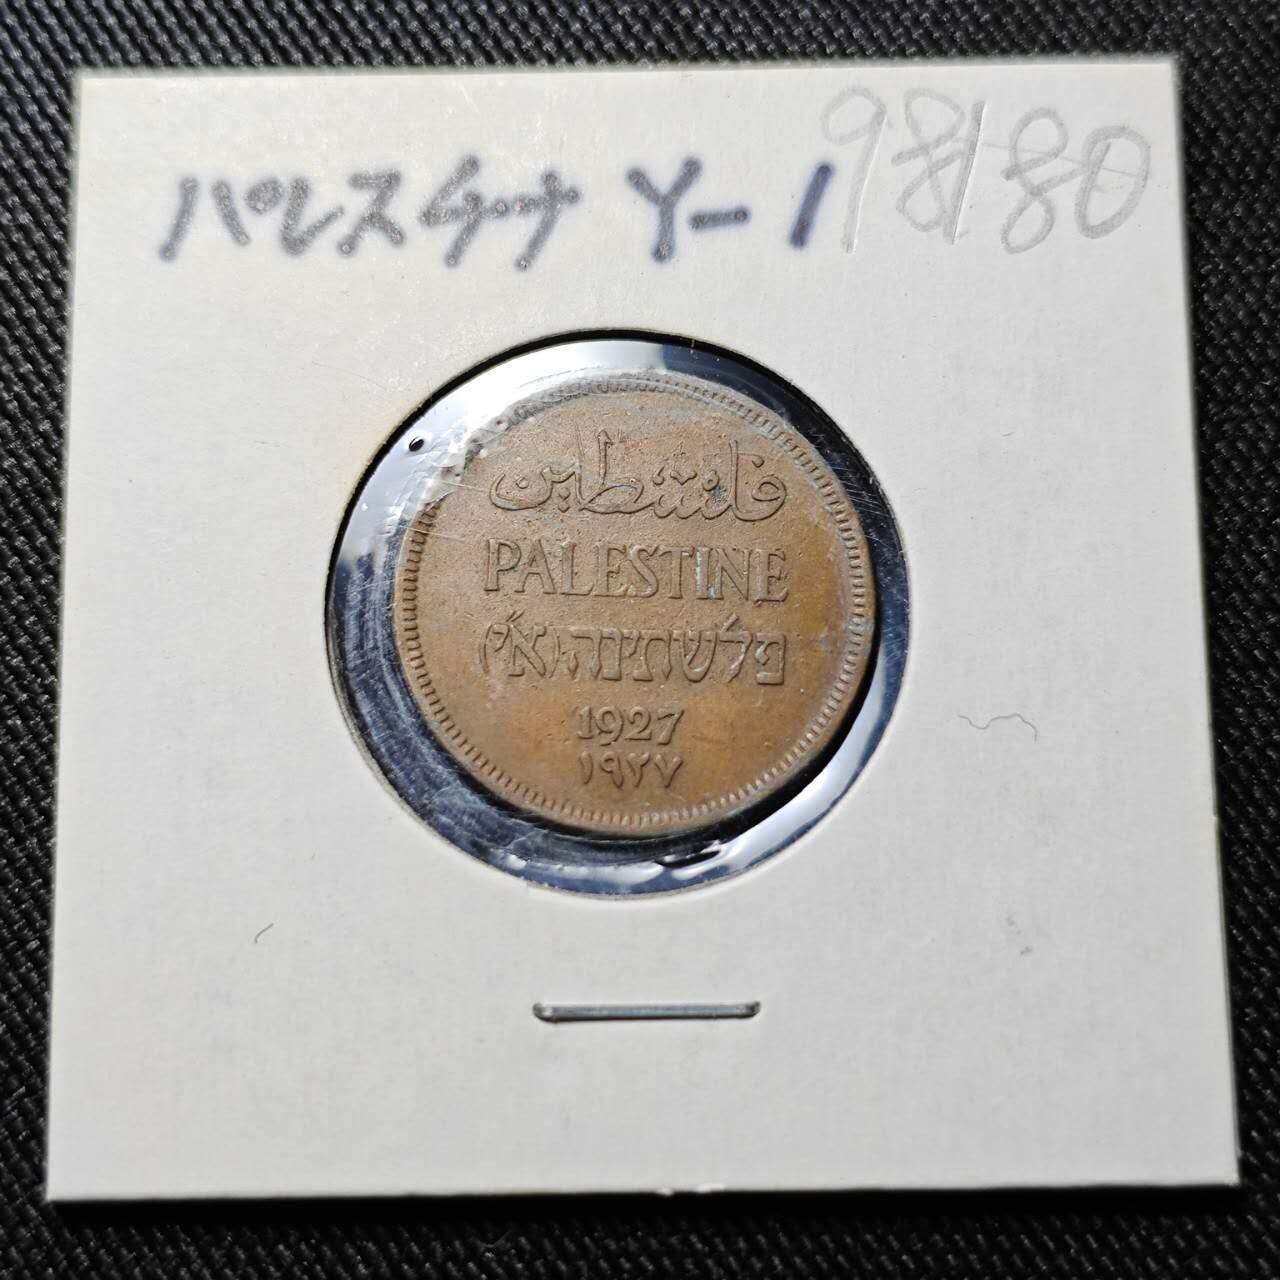 パレスチナ Y-1 98180
فلسطين
PALESTINE
פלשתינה (א״י)
1927
١٩٢٧